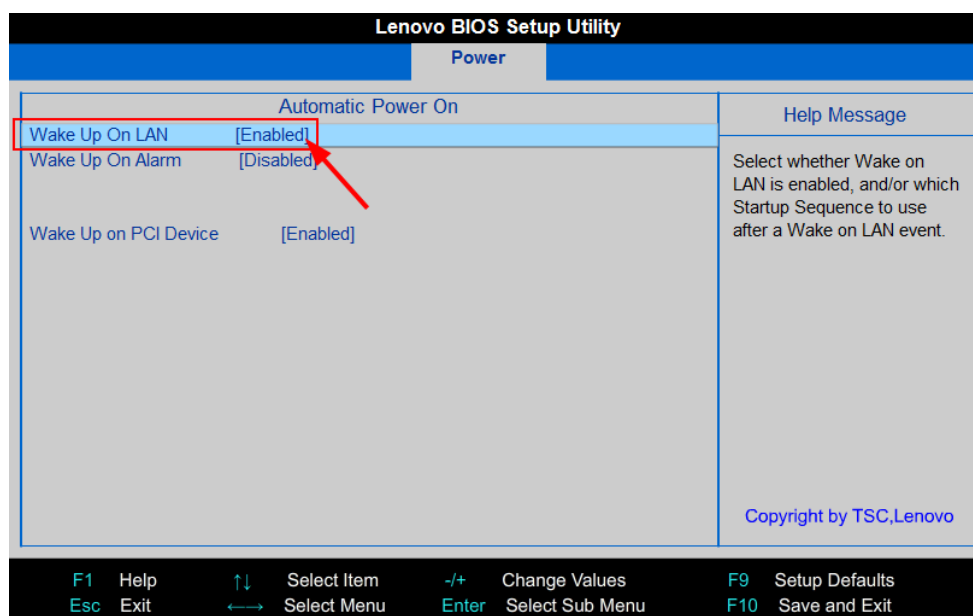 Lenovo BIOS Setup Utility
Power
Automatic Power On
Wake Up On LAN [Enabled]
Wake Up On Alarm [Disabled]
Wake Up on PCI Device [Enabled]
Help Message
Select whether Wake on
LAN is enabled, and/or which
Startup Sequence to use
after a Wake on LAN event.
Copyright by TSC,Lenovo
F1 Help ↑↓ Select Item -/+ Change Values F9 Setup Defaults
Esc Exit ←→ Select Menu Enter Select Sub Menu F10 Save and Exit